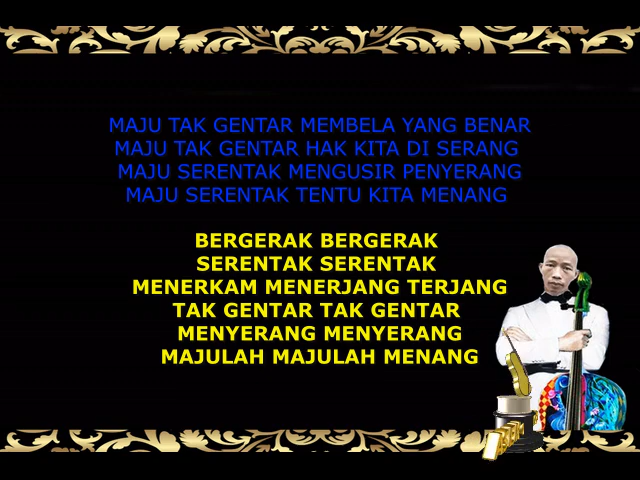 MAJU TAK GENTAR MEMBELA YANG BENAR
MAJU TAK GENTAR HAK KITA DI SERANG
MAJU SERENTAK MENGUSIR PENYERANG
MAJU SERENTAK TENTU KITA MENANG
BERGERAK BERGERAK
SERENTAK SERENTAK
MENERKAM MENERJANG TERJANG
TAK GENTAR TAK GENTAR
MENYERANG MENYERANG
MAJULAH MAJULAH MENANG